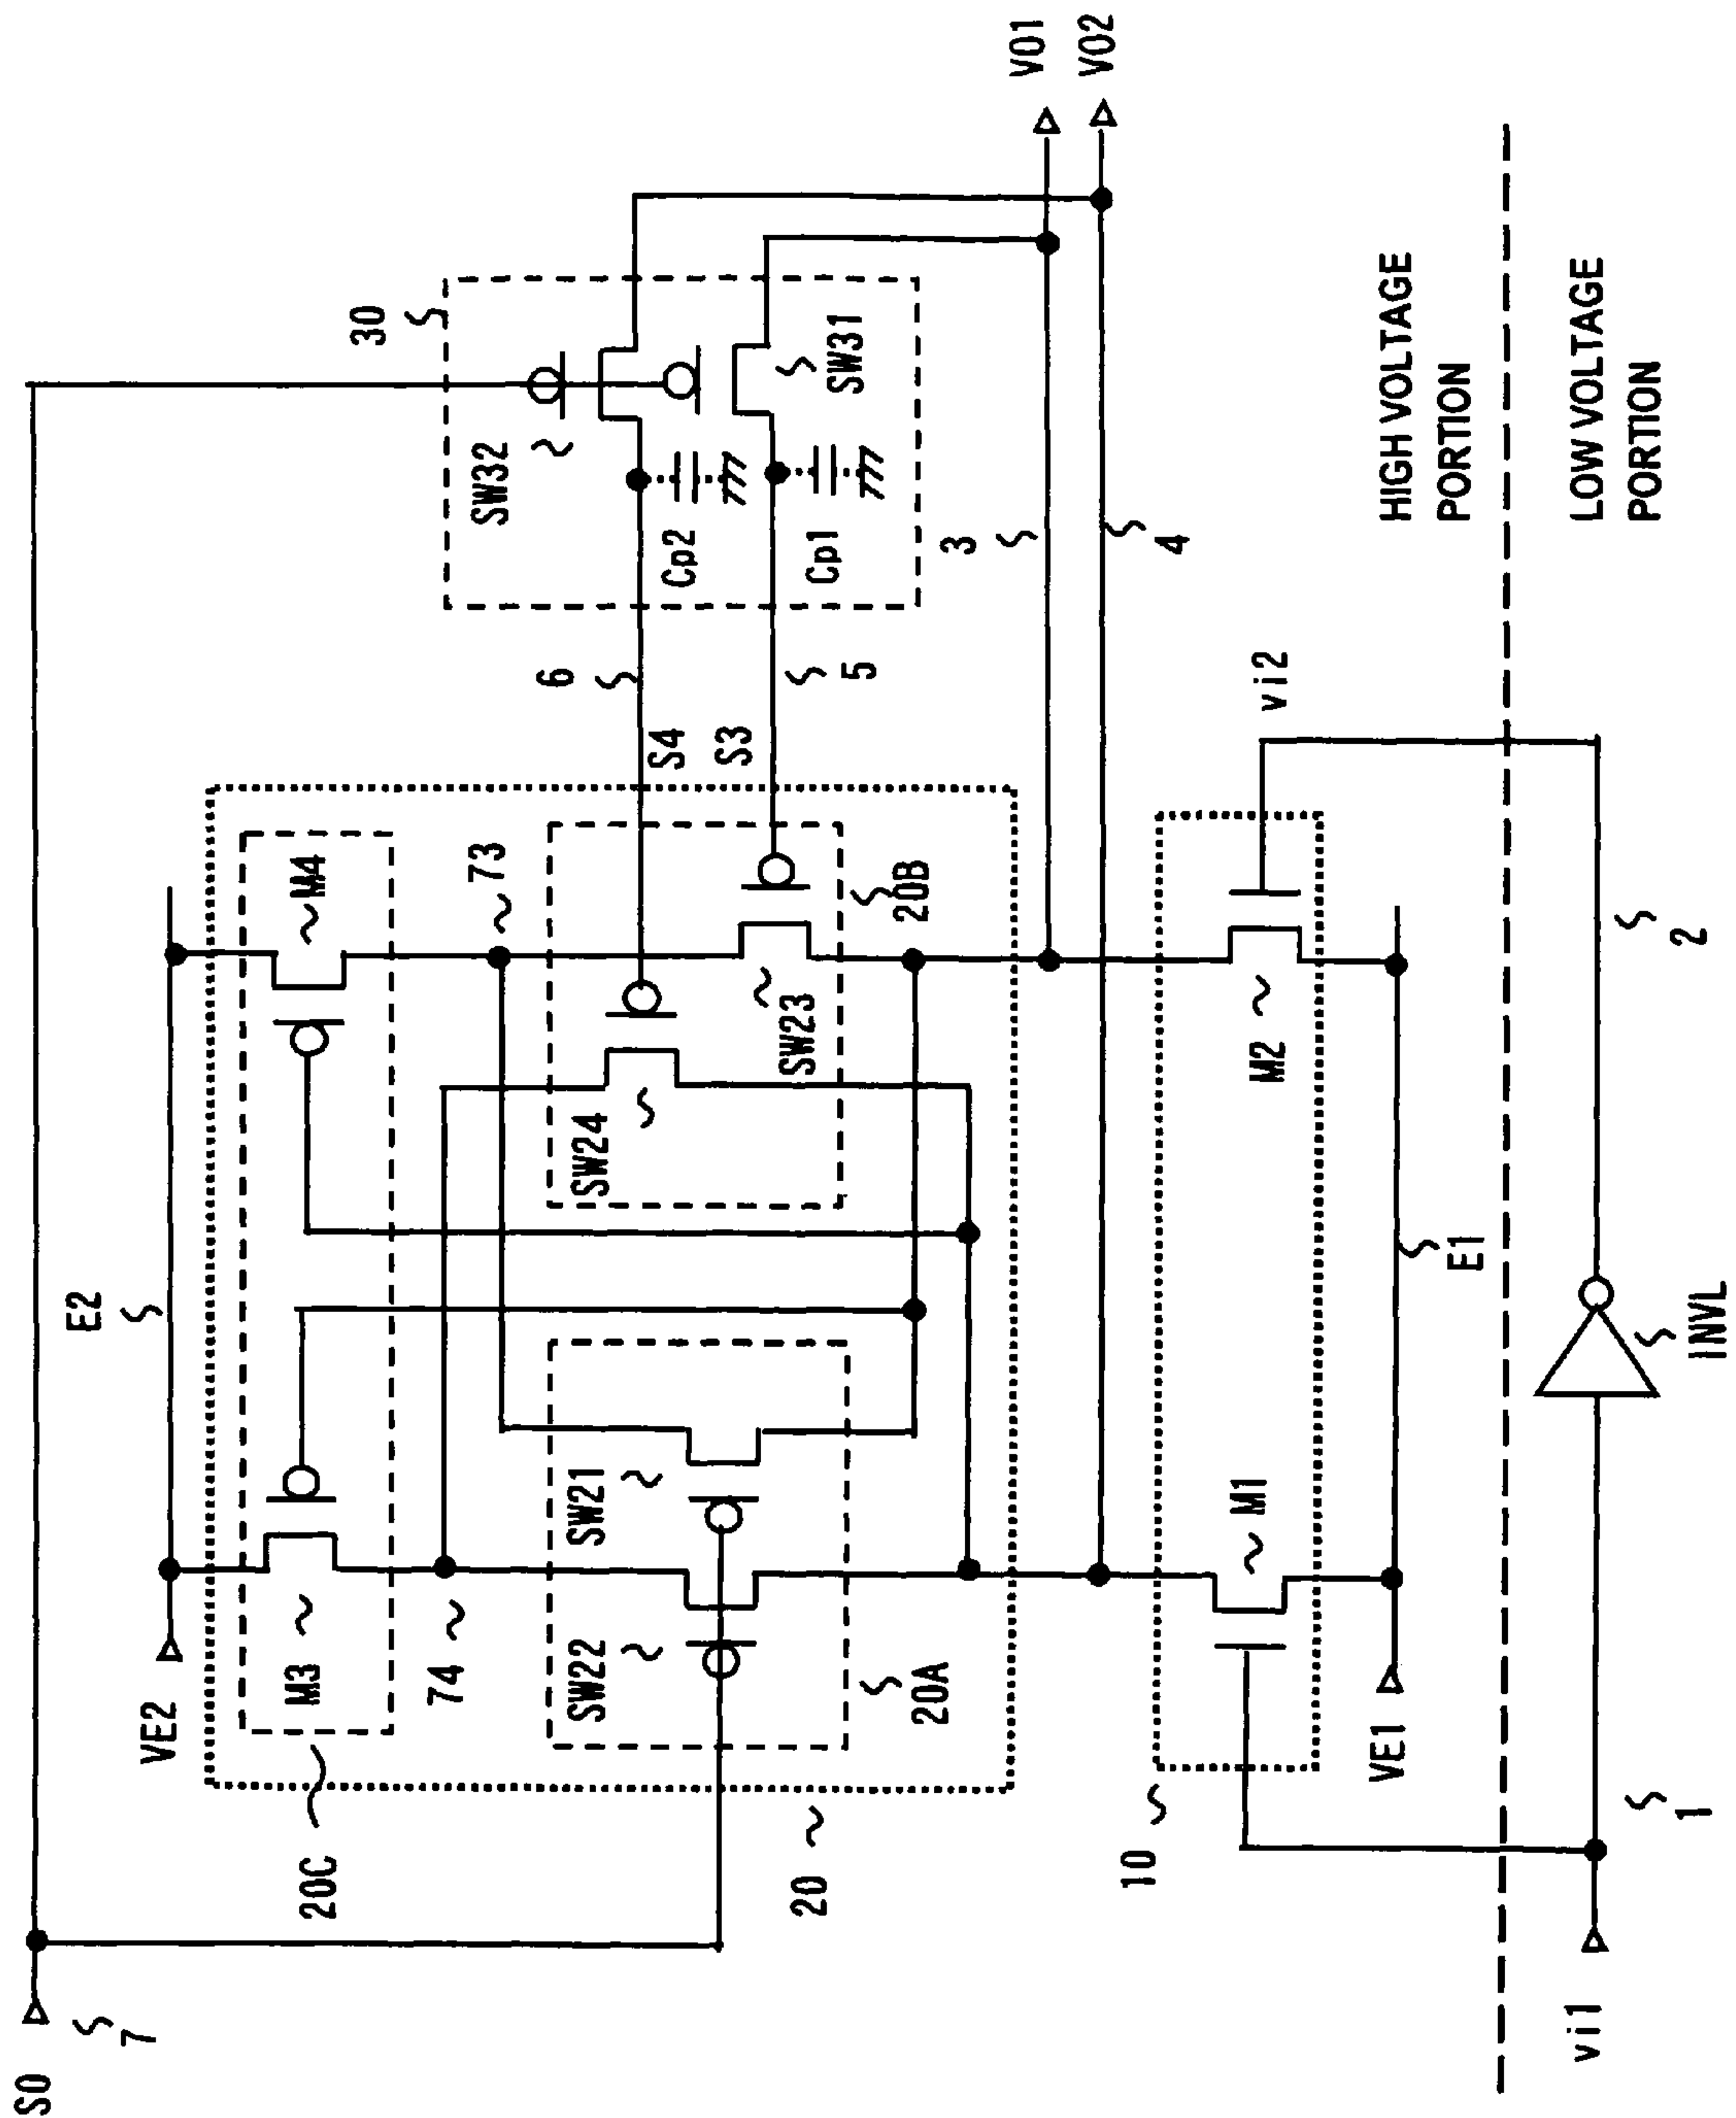 S0
7
E2
VE2
M3
M4
20C
74
73
SW22
SW21
SW24
SW23
20A
20B
20
S4
S3
6
5
30
SW32
SW31
Cp2
Cp1
3
4
VO1
VO2
10
M1
M2
vi2
VE1
E1
HIGH VOLTAGE
PORTION
LOW VOLTAGE
PORTION
vi1
1
INVL
2